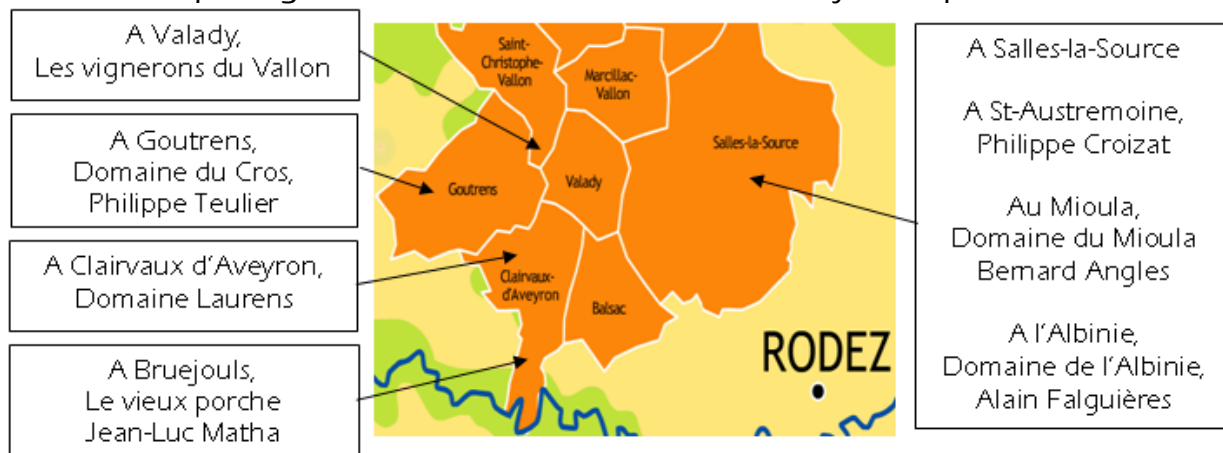 A Valady,
Les vignerons du Vallon
A Goutrens,
Domaine du Cros,
Philippe Teulier
A Clairvaux d'Aveyron,
Domaine Laurens
A Bruejouls,
Le vieux porche
Jean-Luc Matha
Saint-
Christophe-
Vallon
Marcillac-
Vallon
Salles-la-Source
Goutrens
Valady
Clairvaux-
d'Aveyron
Balsac
RODEZ
A Salles-la-Source
A St-Austremoine,
Philippe Croizat
Au Mioula,
Domaine du Mioula
Bernard Angles
A l'Albinie,
Domaine de l'Albinie,
Alain Falguières